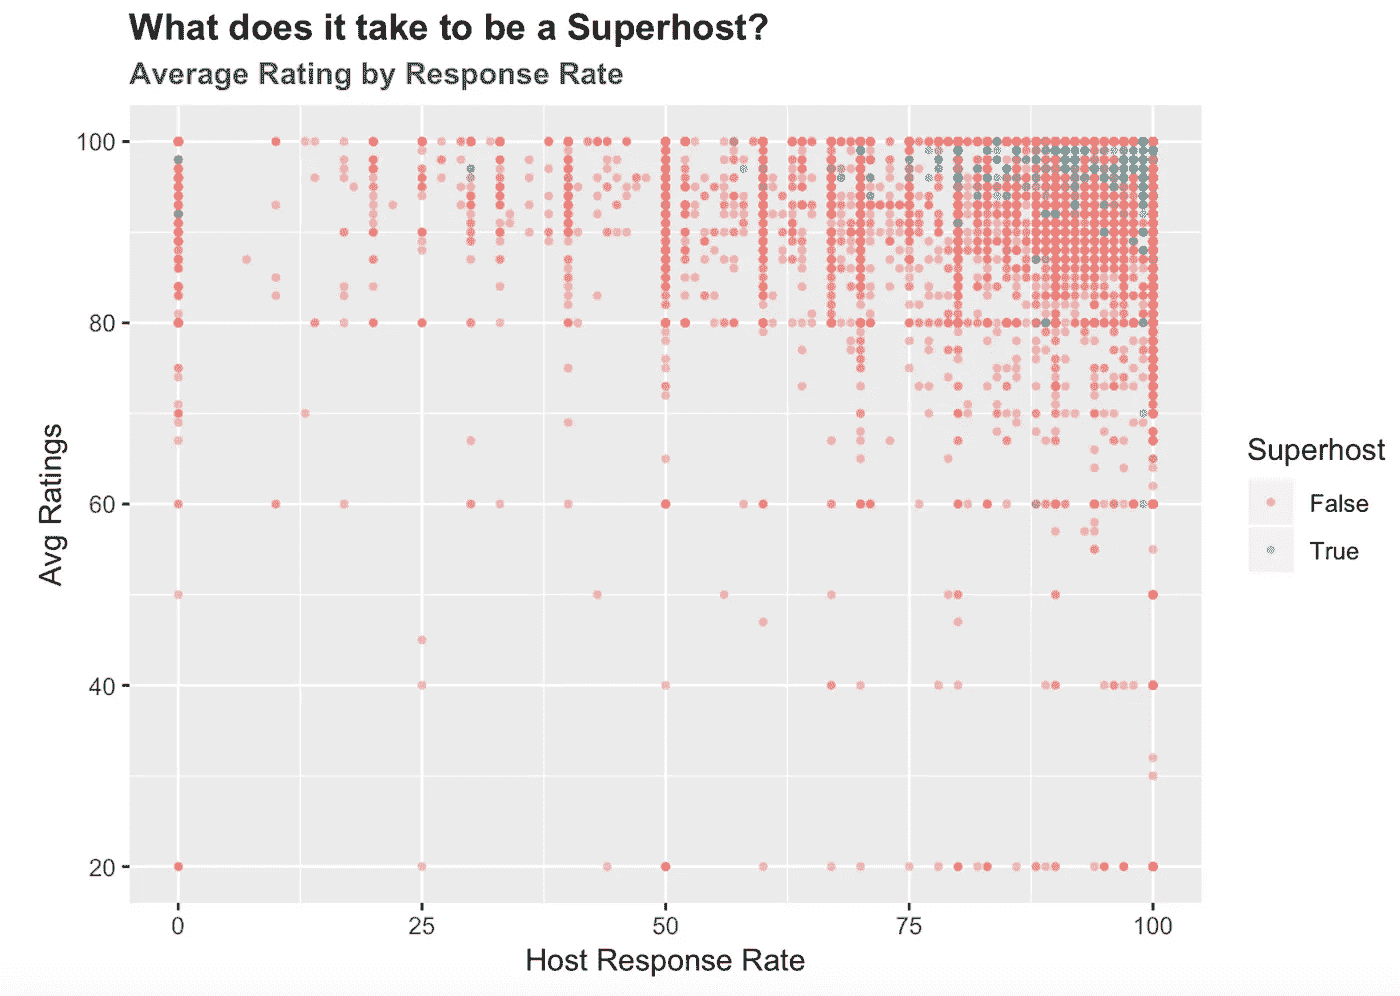 What does it take to be a Superhost?
Average Rating by Response Rate
100
80
60
40
20
Avg Ratings
0 25 50 75 100
Host Response Rate
Superhost
False
True